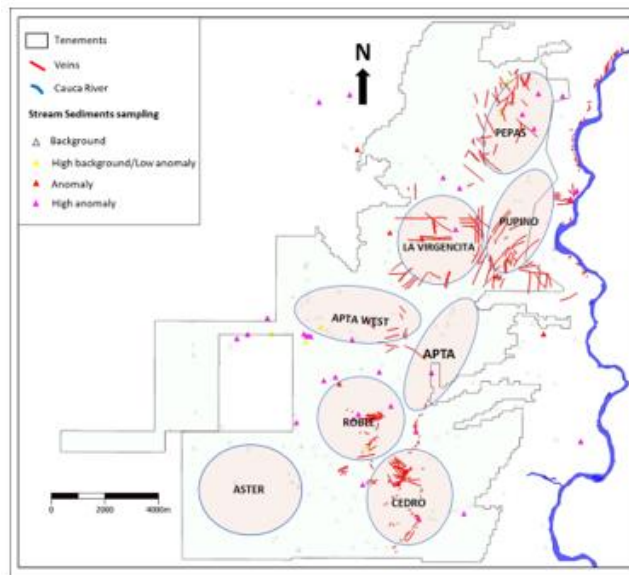 Tenements
Veins
Cauca River
Stream Sediments sampling
Background
High background/Low anomaly
Anomaly
High anomaly
N
PEPAS
PUPINO
LA VIRGENCITA
APTA WEST
APTA
ROBLE
ASTER
CEDRO
0 2000 4000m